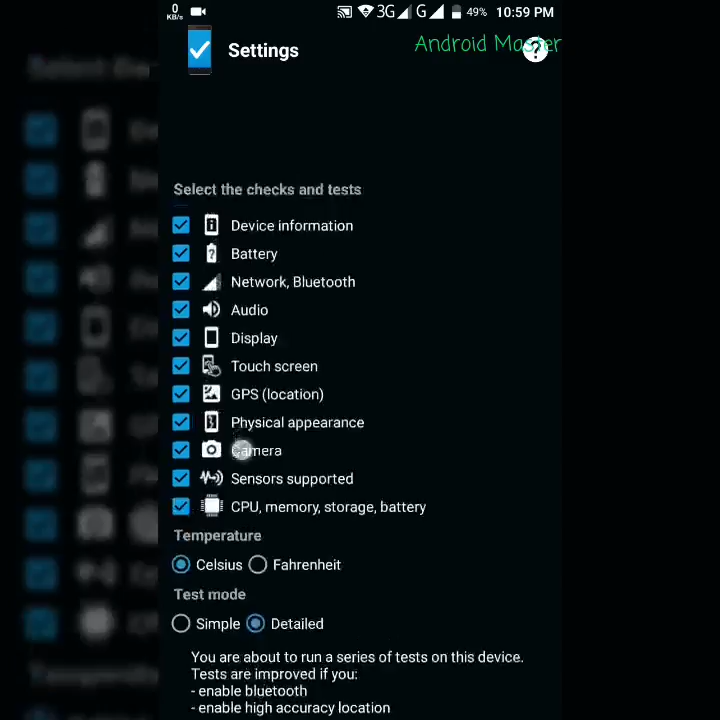 0
KB/s
3G
G
49%
10:59 PM
Settings
Android Master
?
Select the checks and tests
Device information
Battery
Network, Bluetooth
Audio
Display
Touch screen
GPS (location)
Physical appearance
Camera
Sensors supported
CPU, memory, storage, battery
Temperature
Celsius
Fahrenheit
Test mode
Simple
Detailed
You are about to run a series of tests on this device.
Tests are improved if you:
- enable bluetooth
- enable high accuracy location